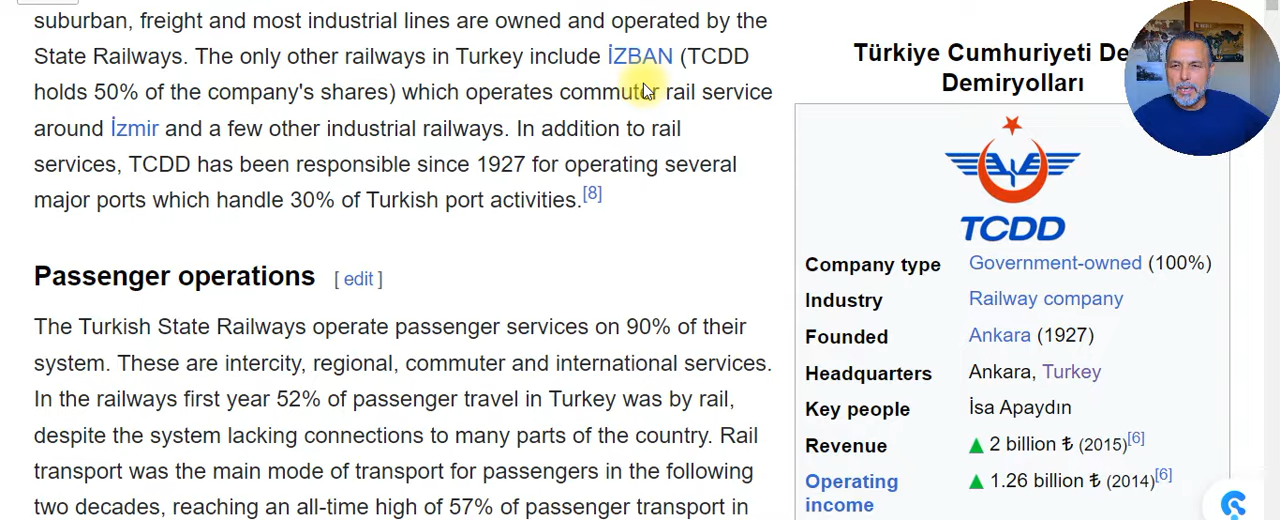 suburban, freight and most industrial lines are owned and operated by the
State Railways. The only other railways in Turkey include İZBAN (TCDD
holds 50% of the company's shares) which operates commuter rail service
around İzmir and a few other industrial railways. In addition to rail
services, TCDD has been responsible since 1927 for operating several
major ports which handle 30% of Turkish port activities.[8]
Passenger operations [ edit ]
The Turkish State Railways operate passenger services on 90% of their
system. These are intercity, regional, commuter and international services.
In the railways first year 52% of passenger travel in Turkey was by rail,
despite the system lacking connections to many parts of the country. Rail
transport was the main mode of transport for passengers in the following
two decades, reaching an all-time high of 57% of passenger transport in
Türkiye Cumhuriyeti De
Demiryolları
TCDD
Company type Government-owned (100%)
Industry Railway company
Founded Ankara (1927)
Headquarters Ankara, Turkey
Key people İsa Apaydın
Revenue ▲ 2 billion ₺ (2015)[6]
Operating ▲ 1.26 billion ₺ (2014)[6]
income